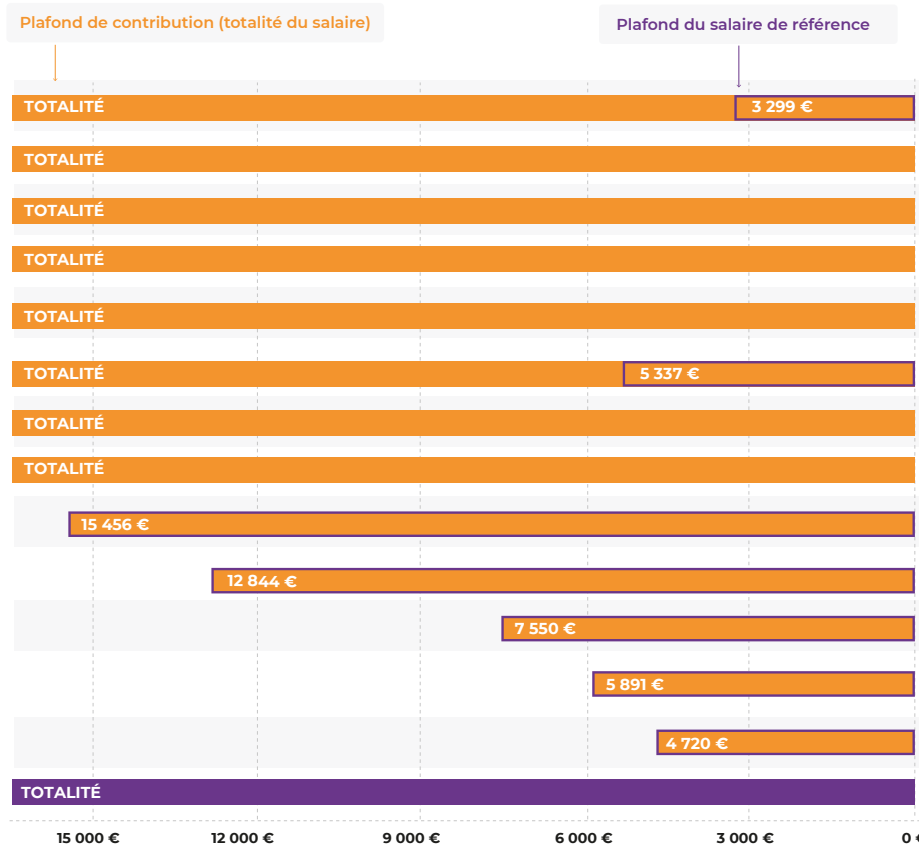 Plafond de contribution (totalité du salaire)
Plafond du salaire de référence
TOTALITÉ
3 299 €
TOTALITÉ
TOTALITÉ
TOTALITÉ
TOTALITÉ
TOTALITÉ
5 337 €
TOTALITÉ
TOTALITÉ
15 456 €
12 844 €
7 550 €
5 891 €
4 720 €
TOTALITÉ
15 000 € 12 000 € 9 000 € 6 000 € 3 000 € 0 €